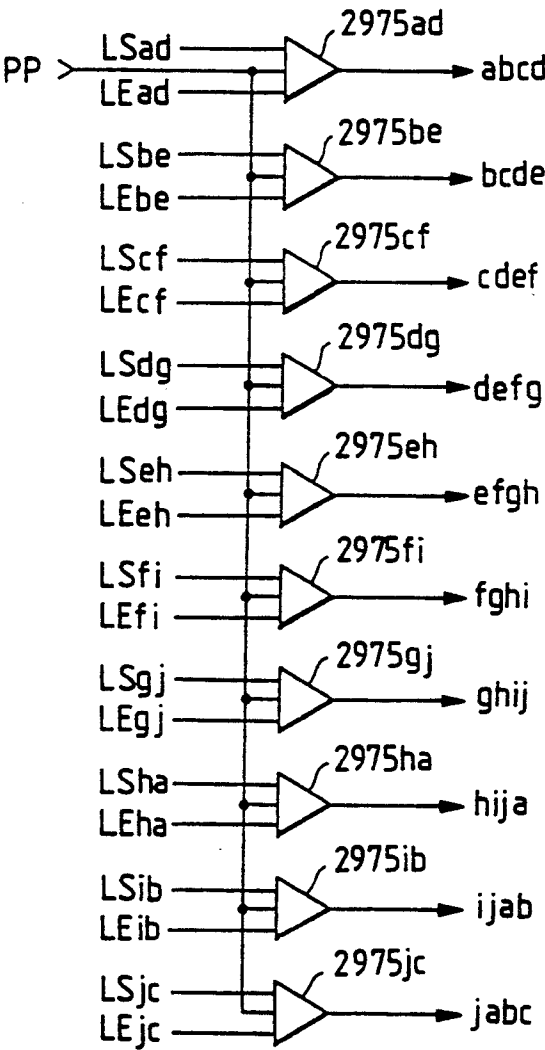 2975ad
LSad
PP
abcd
LEad
2975be
LSbe
bcde
LEbe
2975cf
LScf
cdef
LEcf
2975dg
LSdg
defg
LEdg
2975eh
LSeh
efgh
LEeh
2975fi
LSfi
fghi
LEfi
2975gj
LSgj
ghij
LEgj
2975ha
LSha
hija
LEha
2975ib
LSib
ijab
LEib
2975jc
LSjc
jabc
LEjc